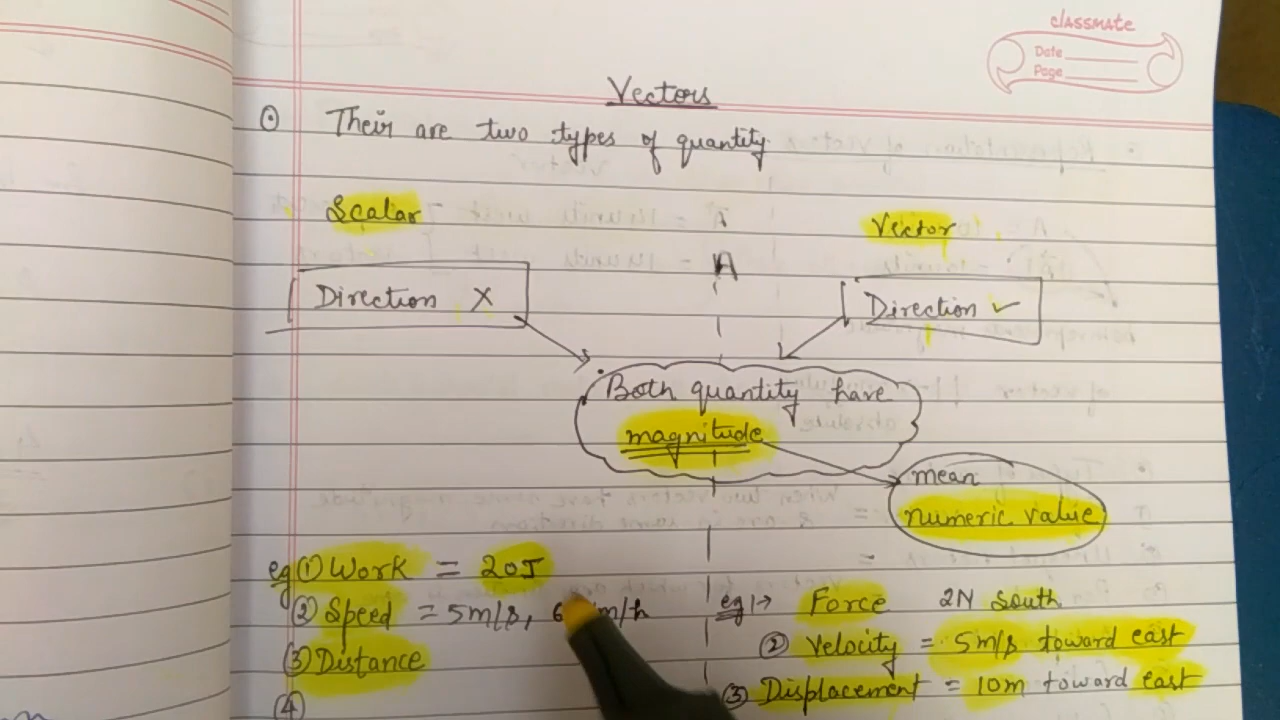 classmate
Date
Page
Vectors
Their are two types of quantity
Scalar
Vector
Direction X
Direction ✓
Both quantity have
magnitude
mean
numeric value
eg (1) Work = 20J
(2) Speed = 5m/s,
(3) Distance
(4)
eg 1→ Force 2N South
(2) Velocity = 5m/s toward east
(3) Displacement = 10m toward east